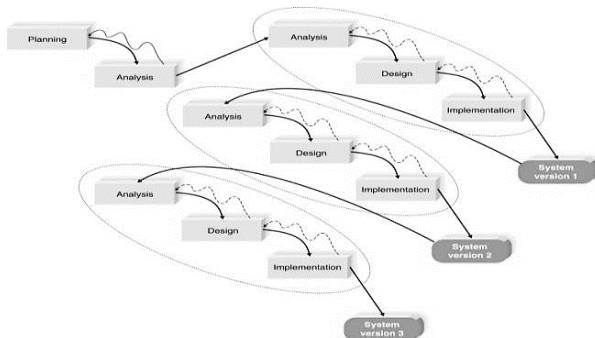 Planning
Analysis
Analysis
Design
Implementation
System
version 1
Analysis
Design
Implementation
System
version 2
Analysis
Design
Implementation
System
version 3